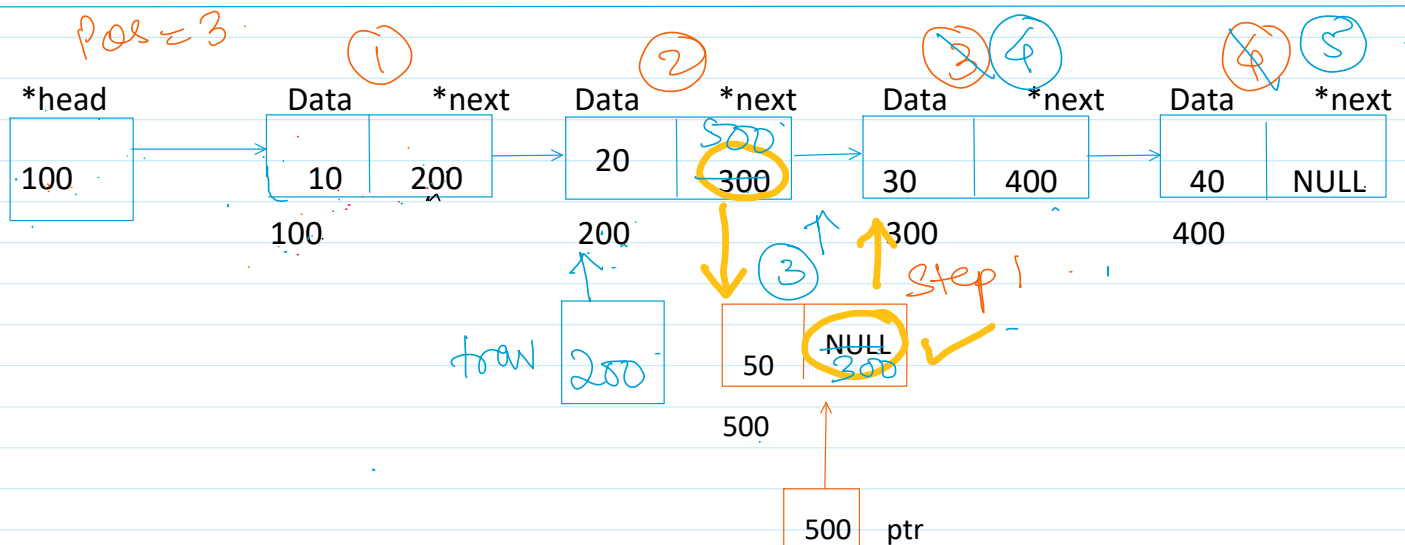 Pos = 3
1 2 3 4 4 5
*head Data *next Data *next Data *next Data *next
500
100 10 200 20 300 30 400 40 NULL
100 200 300 400
3 Step 1
trav 200 50 NULL
300
500
500 ptr